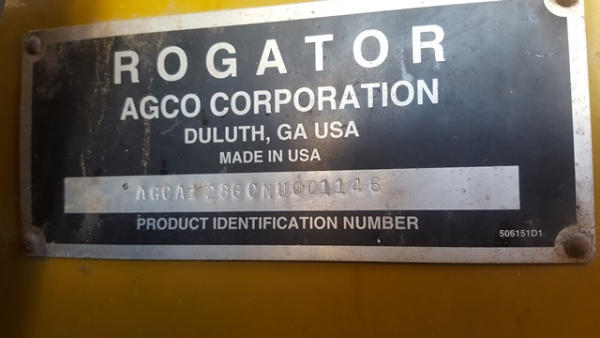 ROGATOR
AGCO CORPORATION
DULUTH, GA USA
MADE IN USA
PRODUCT IDENTIFICATION NUMBER
506151D1